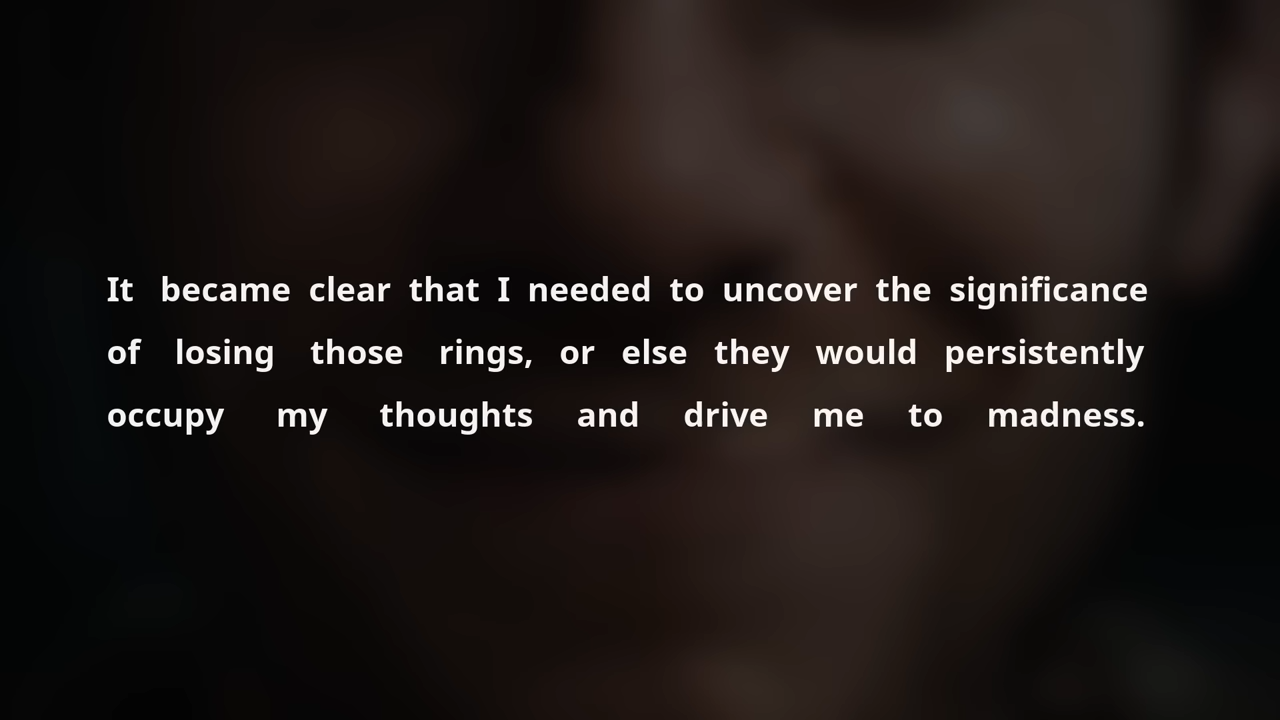 It became clear that I needed to uncover the significance
of losing those rings, or else they would persistently
occupy my thoughts and drive me to madness.